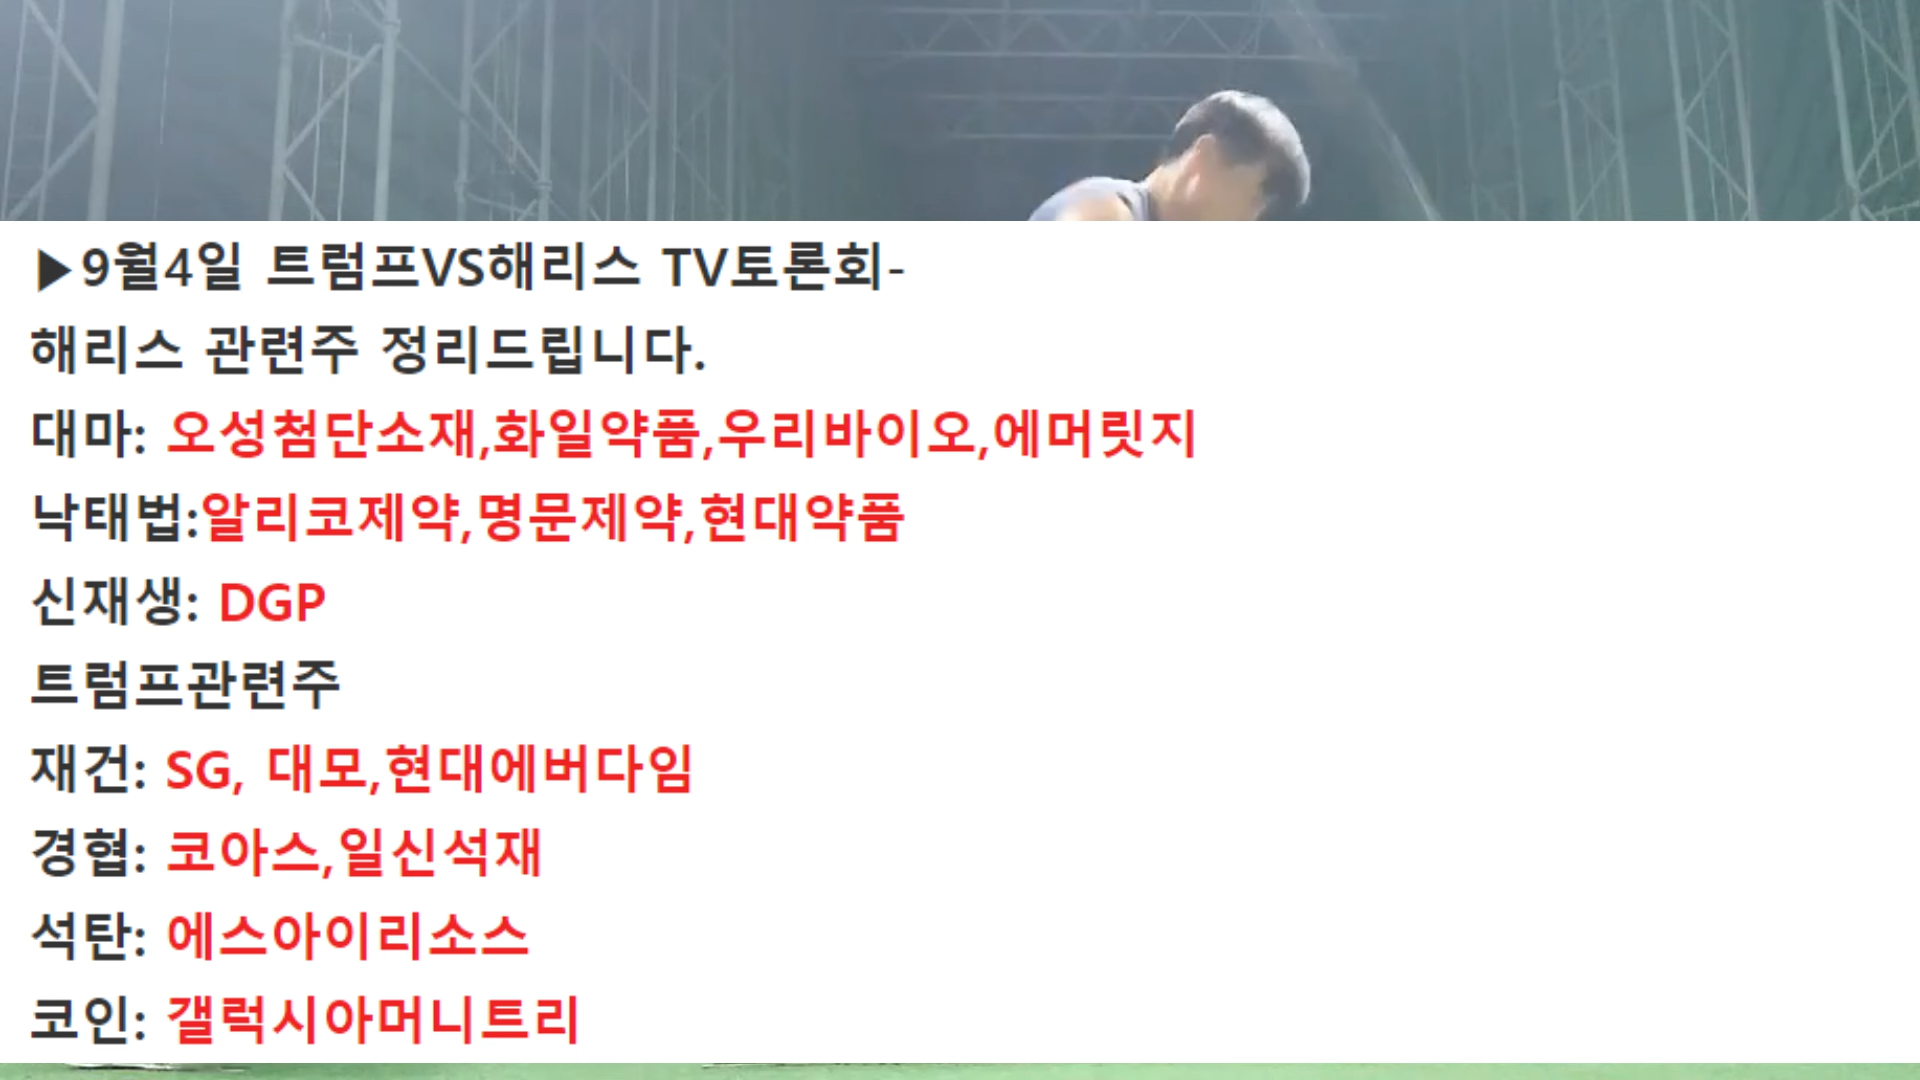 ▶9월4일 트럼프VS해리스 TV토론회-
해리스 관련주 정리드립니다.
대마: 오성첨단소재,화일약품,우리바이오,에머릿지
낙태법:알리코제약,명문제약,현대약품
신재생: DGP
트럼프관련주
재건: SG, 대모,현대에버다임
경협: 코아스,일신석재
석탄: 에스아이리소스
코인: 갤럭시아머니트리